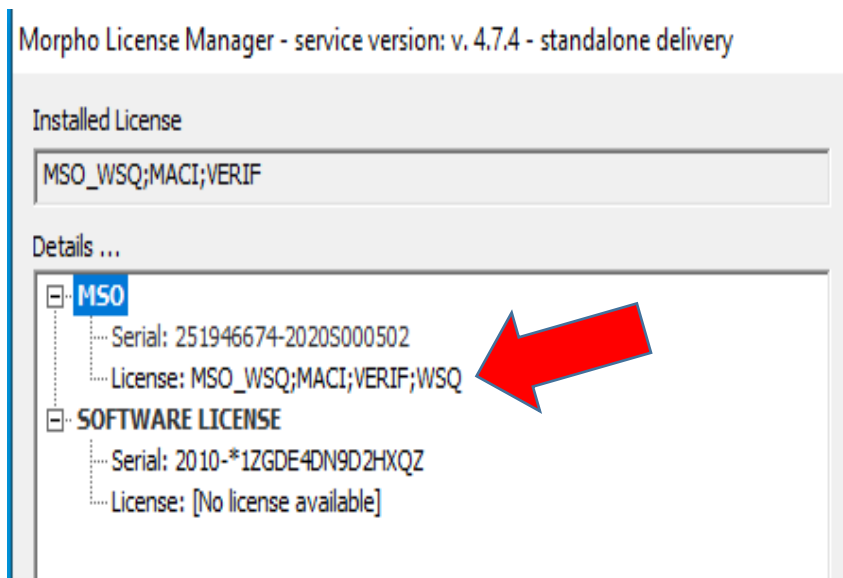 Morpho License Manager - service version: v. 4.7.4 - standalone delivery
Installed License
MSO_WSQ;MACI;VERIF
Details ...
MSO
Serial: 251946674-2020S000502
License: MSO_WSQ;MACI;VERIF;WSQ
SOFTWARE LICENSE
Serial: 2010-*1ZGDE4DN9D2HXQZ
License: [No license available]